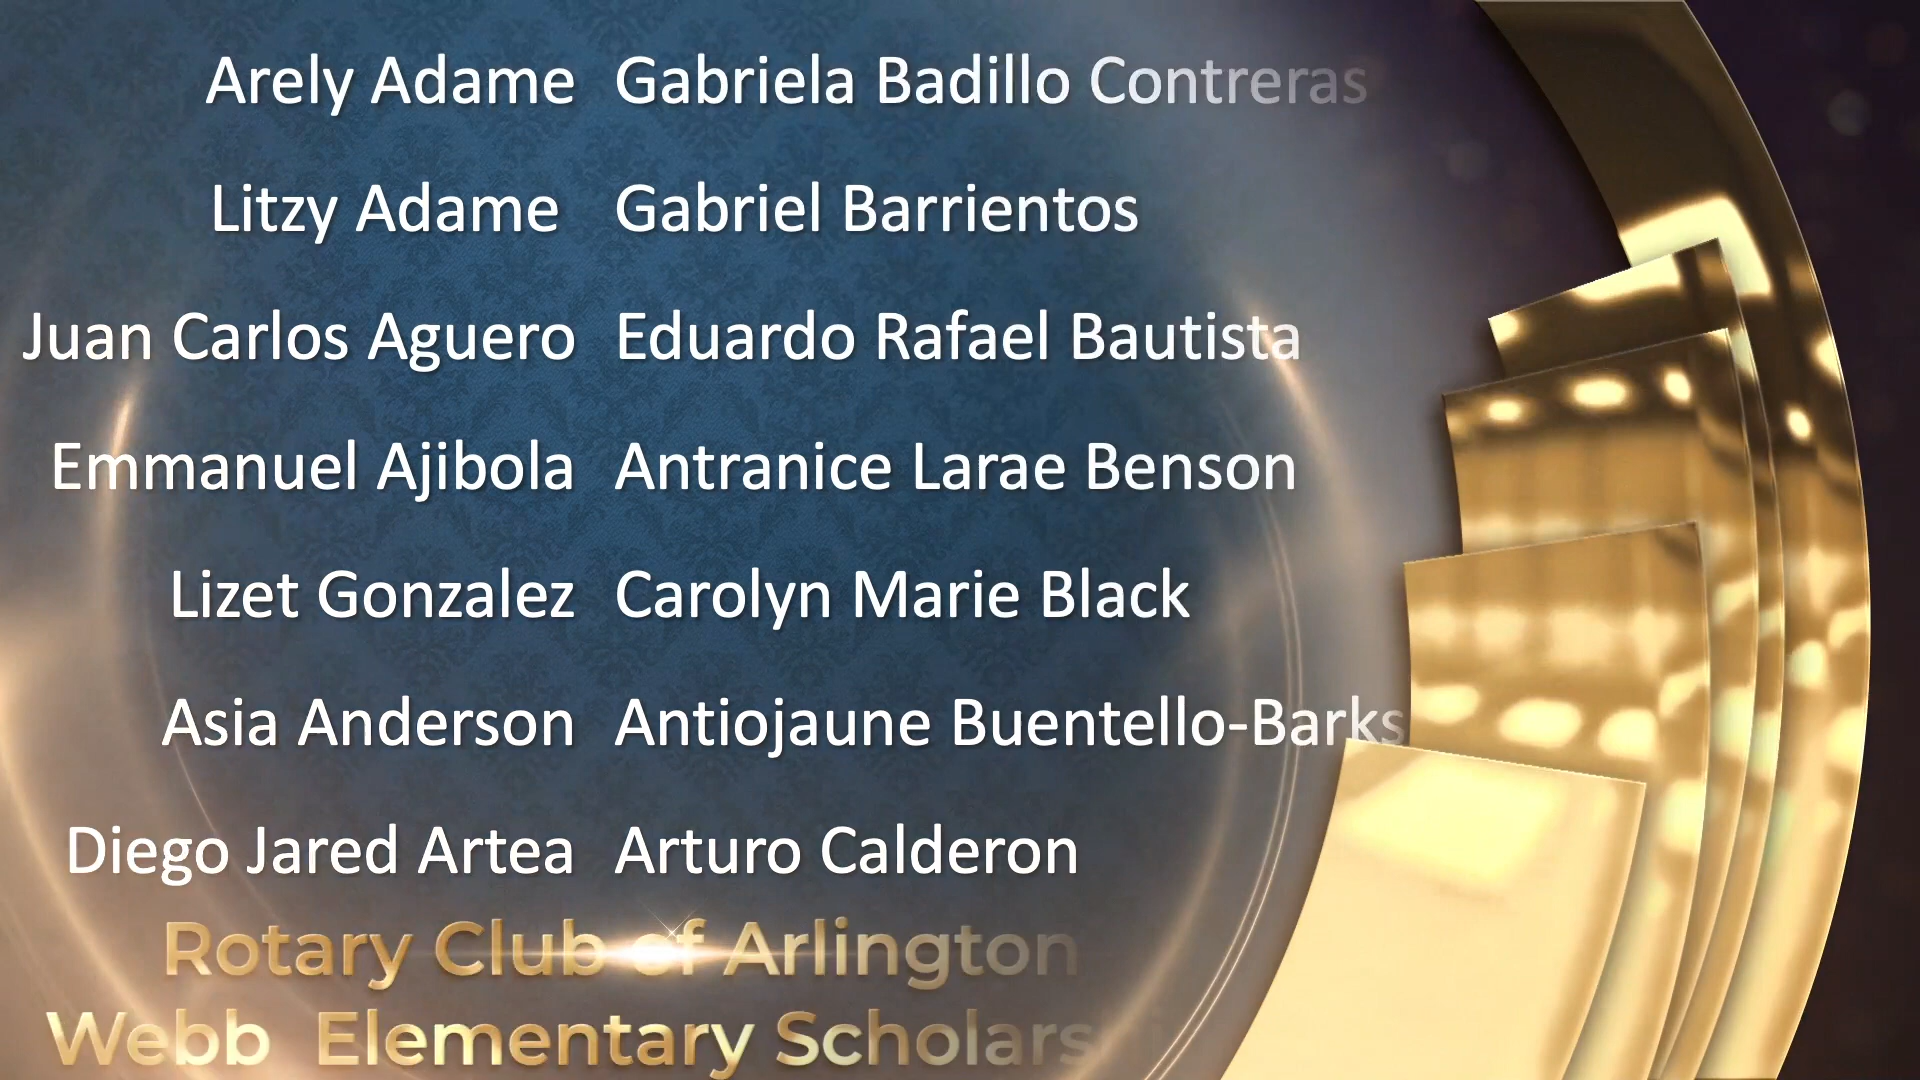 Arely Adame Gabriela Badillo Contreras
Litzy Adame Gabriel Barrientos
Juan Carlos Aguero Eduardo Rafael Bautista
Emmanuel Ajibola Antranice Larae Benson
Lizet Gonzalez Carolyn Marie Black
Asia Anderson Antiojaune Buentello-Barks
Diego Jared Artea Arturo Calderon
Rotary Club of Arlington
Webb Elementary Scholars